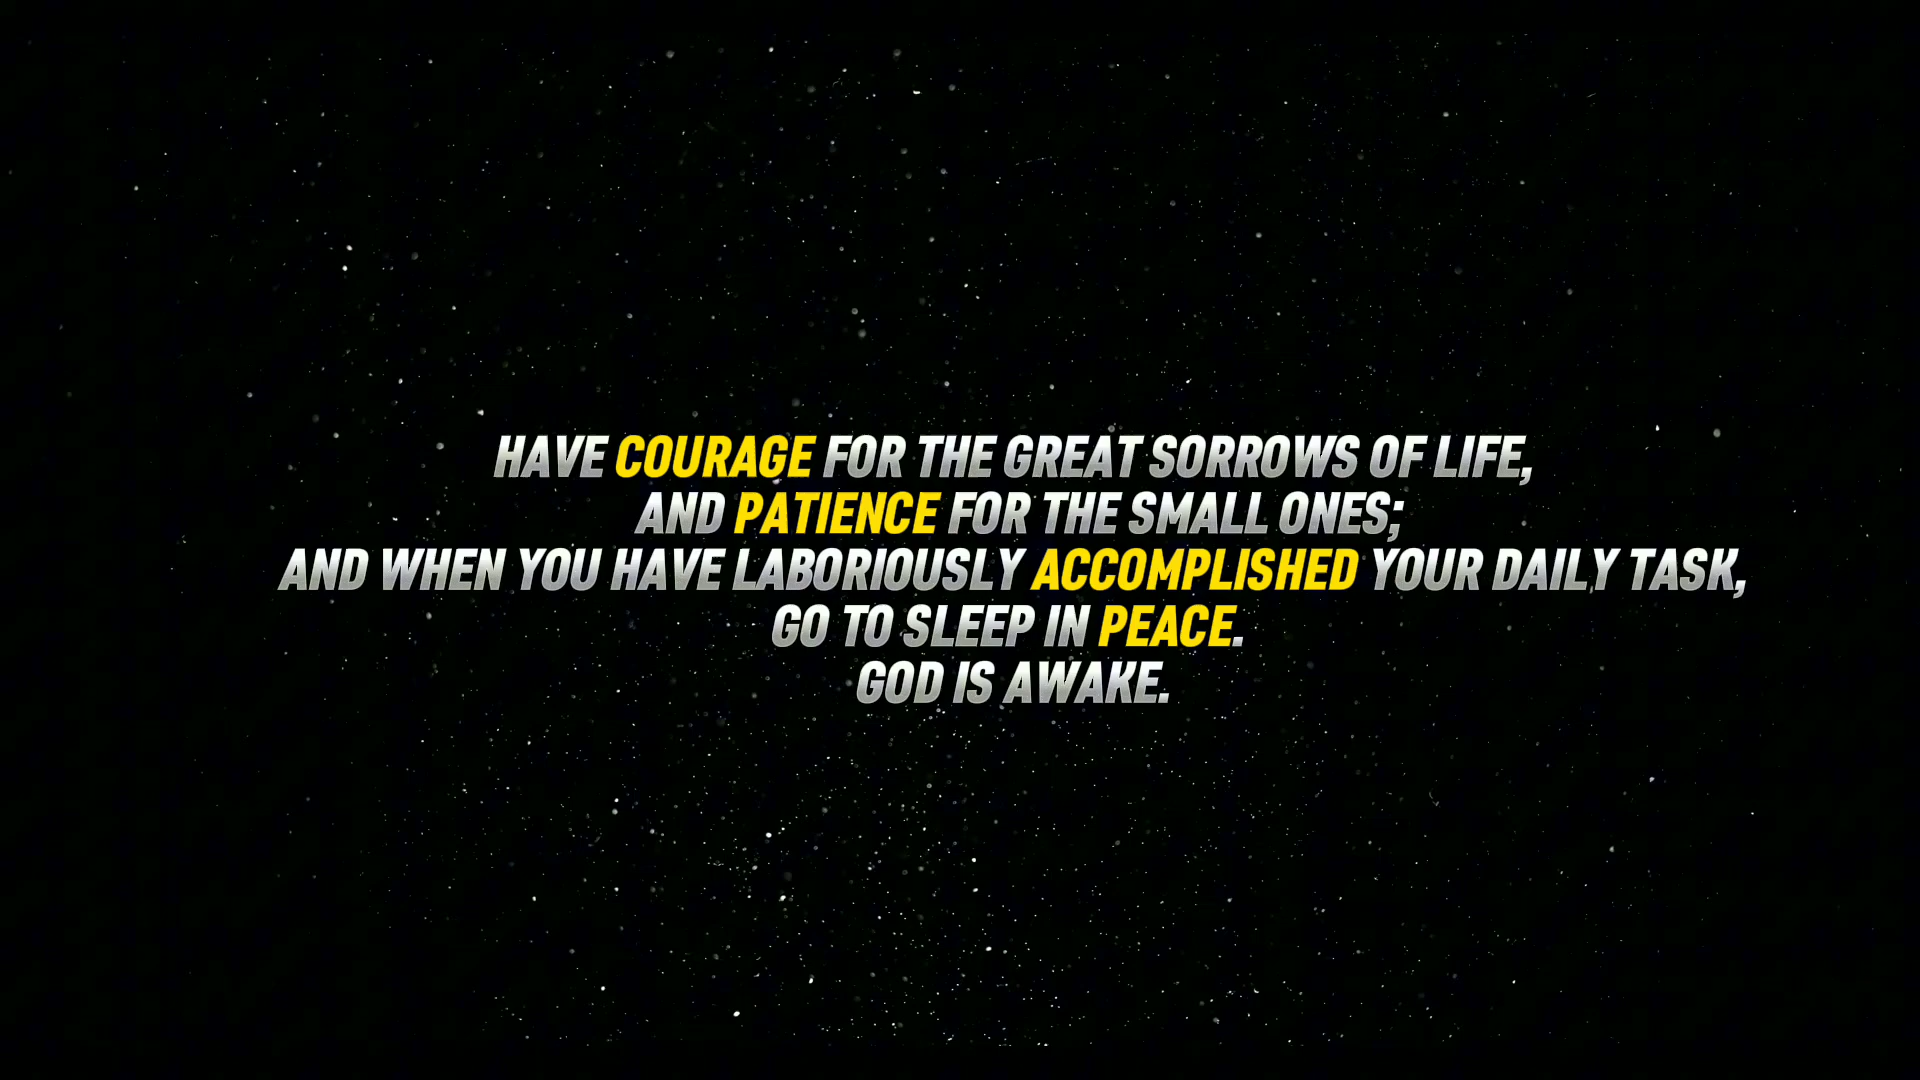 HAVE COURAGE FOR THE GREAT SORROWS OF LIFE,
AND PATIENCE FOR THE SMALL ONES;
AND WHEN YOU HAVE LABORIOUSLY ACCOMPLISHED YOUR DAILY TASK,
GO TO SLEEP IN PEACE.
GOD IS AWAKE.